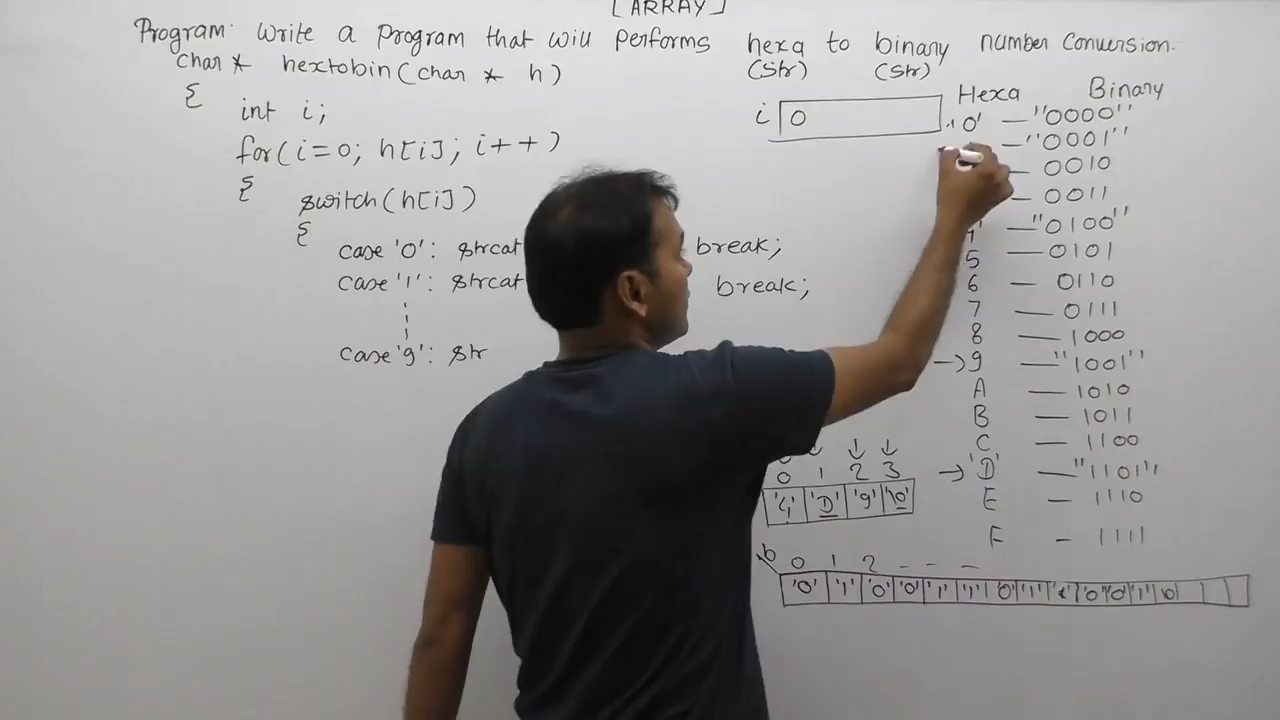 [ARRAY]
Program: Write a program that will performs hexa to binary number conversion.
(str) (str)
char* hextobin(char * h)
{
int i;
for(i=0; h[i]; i++)
{
switch(h[i])
{
case '0': strcat break;
case '1': strcat break;
case '9': str
i 0
Hexa Binary
'0' — "0000"
— "0001"
— 0010
— 0011
— "0100"
5 — 0101
6 — 0110
7 — 0111
8 — 1000
→ 9 — "1001"
A — 1010
B — 1011
C — 1100
→ 'D' — "1101"
E - 1110
F - 1111
0 1 2 3
'4' 'D' '9' '\0'
b 0 1 2 - - -
'0' '1' '0' '0' '1' '1' '0' '1' '1' '0' '0' '1' \0